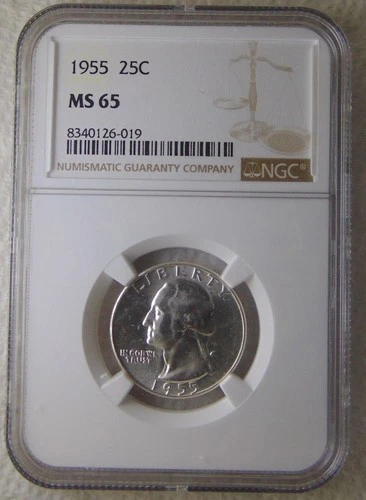 1955 25C
MS 65
8340126-019
NUMISMATIC GUARANTY COMPANY NGC®
LIBERTY
IN GOD WE
TRUST
1955